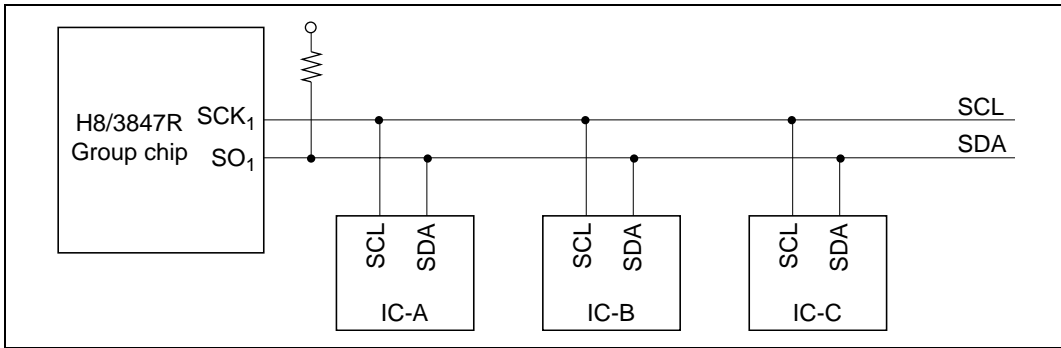 H8/3847R
Group chip
SCK₁
SO₁
SCL
SDA
SCL
SDA
IC-A
SCL
SDA
IC-B
SCL
SDA
IC-C